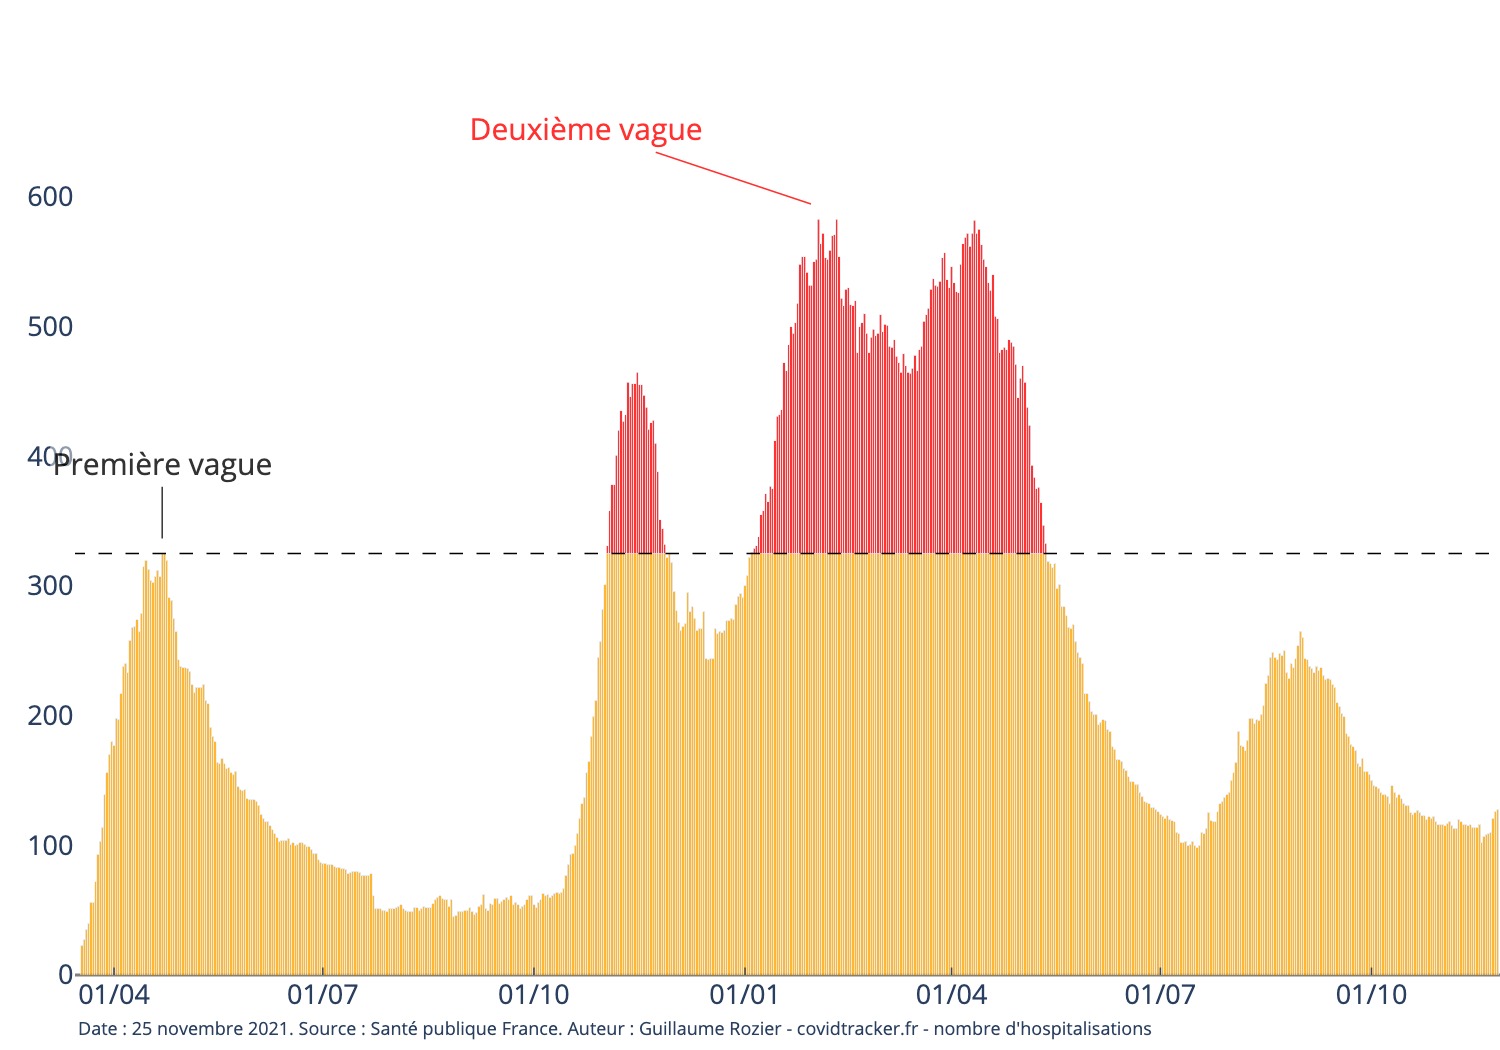 Deuxième vague
600
500
400
Première vague
300
200
100
0
01/04 01/07 01/10 01/01 01/04 01/07 01/10
Date : 25 novembre 2021. Source : Santé publique France. Auteur : Guillaume Rozier - covidtracker.fr - nombre d'hospitalisations